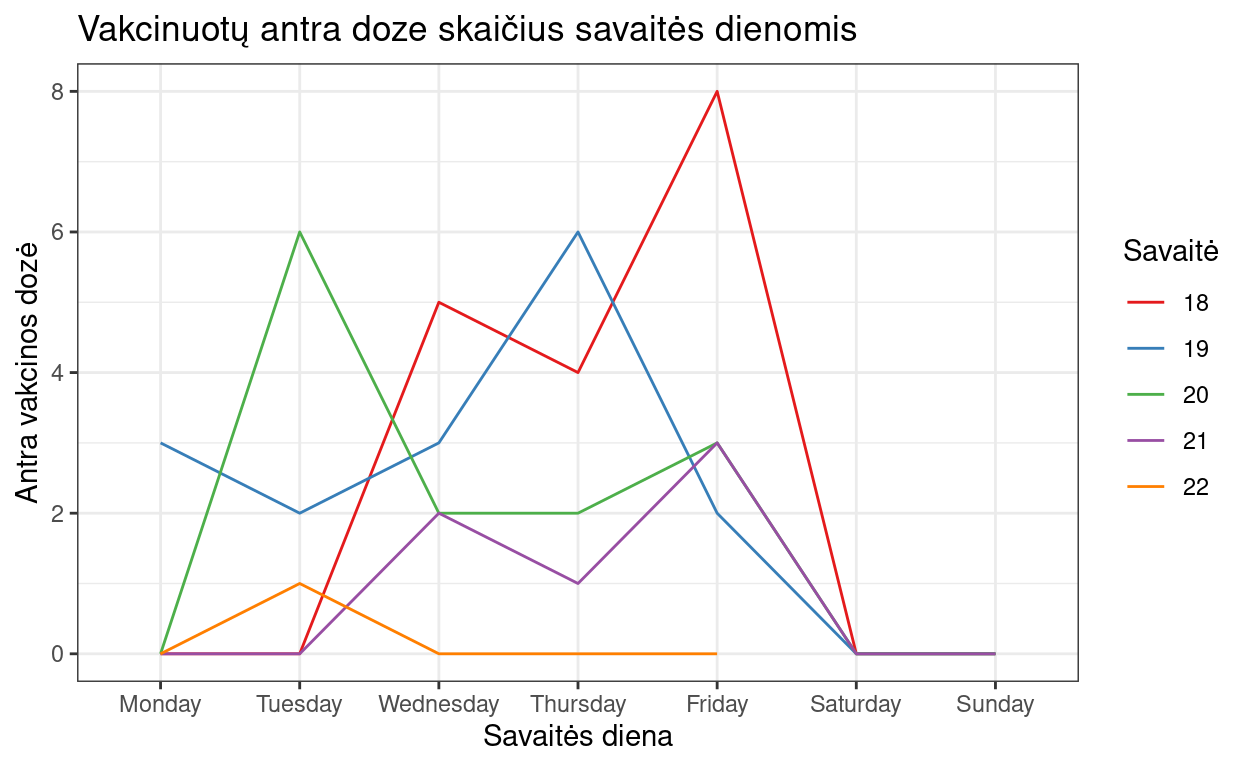 Vakcinuotų antra doze skaičius savaitės dienomis
Antra vakcinos dozė
8
6
4
2
0
Monday Tuesday Wednesday Thursday Friday Saturday Sunday
Savaitės diena
Savaitė
18
19
20
21
22